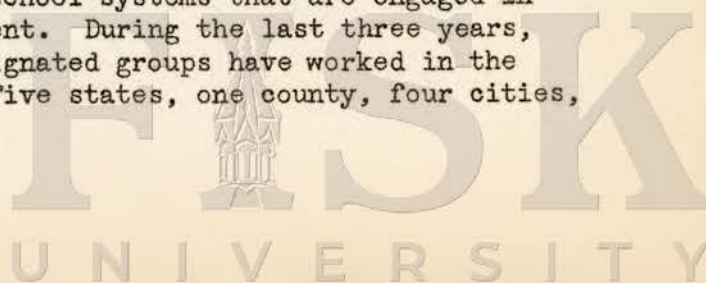 school systems that are engaged in
ent. During the last three years,
gnated groups have worked in the
five states, one county, four cities,
FISK
UNIVERSITY